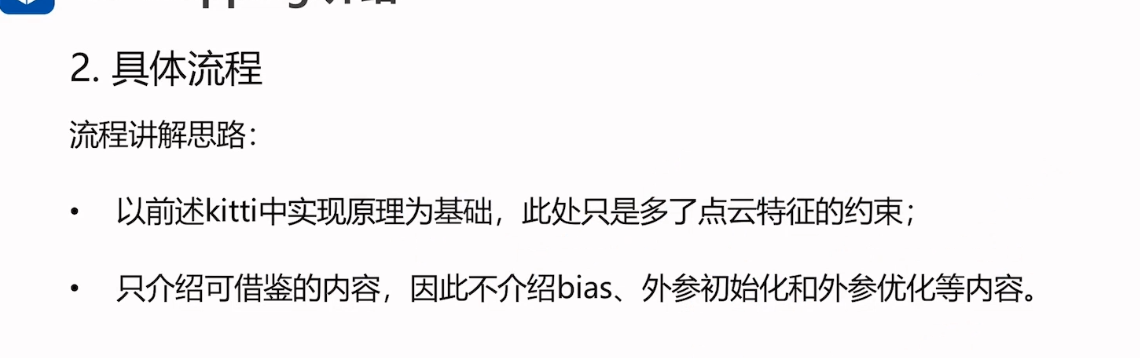 2. 具体流程
流程讲解思路：
• 以前述kitti中实现原理为基础，此处只是多了点云特征的约束；
• 只介绍可借鉴的内容，因此不介绍bias、外参初始化和外参优化等内容。